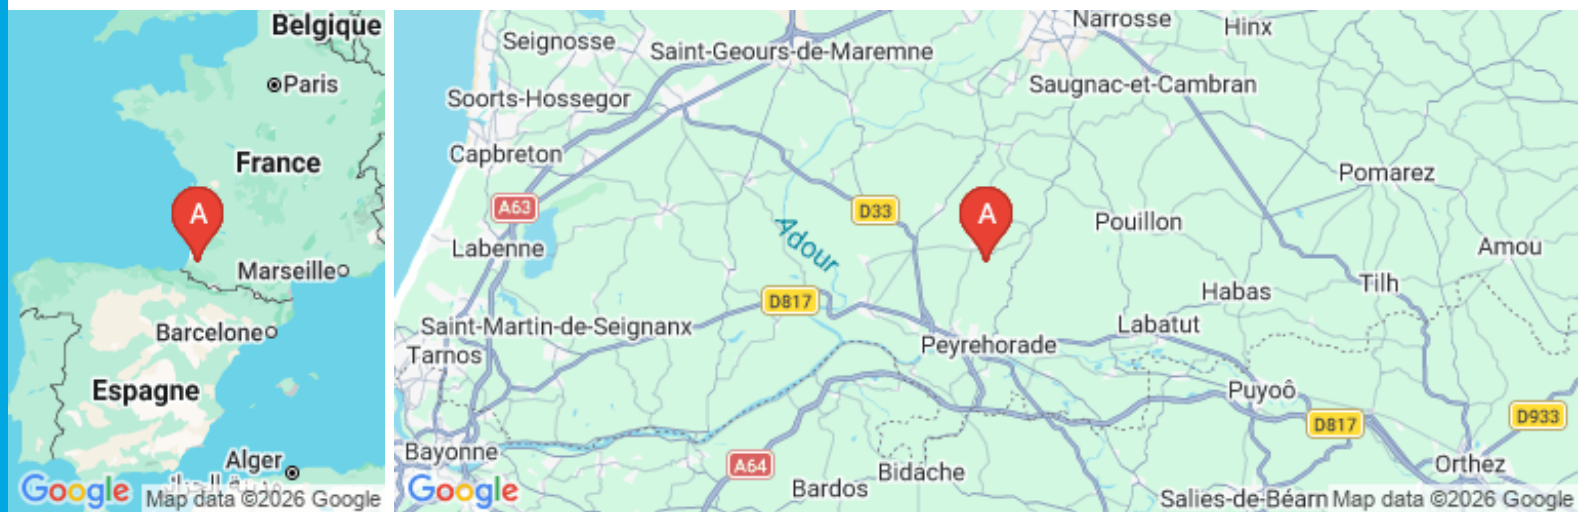 Belgique
Paris
France
A
Marseille
Barcelone
Espagne
Alger
Google
Map data ©2026 Google
Narrosse
Hinx
Seignosse
Saint-Geours-de-Maremne
Saugnac-et-Cambran
Soorts-Hossegor
Capbreton
Pomarez
A63
D33
A
Pouillon
Adour
Labenne
Amou
Tilh
Habas
D817
Saint-Martin-de-Seignanx
Labatut
Peyrehorade
Tarnos
Puyoô
D817
D933
Bayonne
A64
Bidache
Orthez
Bardos
Google
Salies-de-Béarn
Map data ©2026 Google